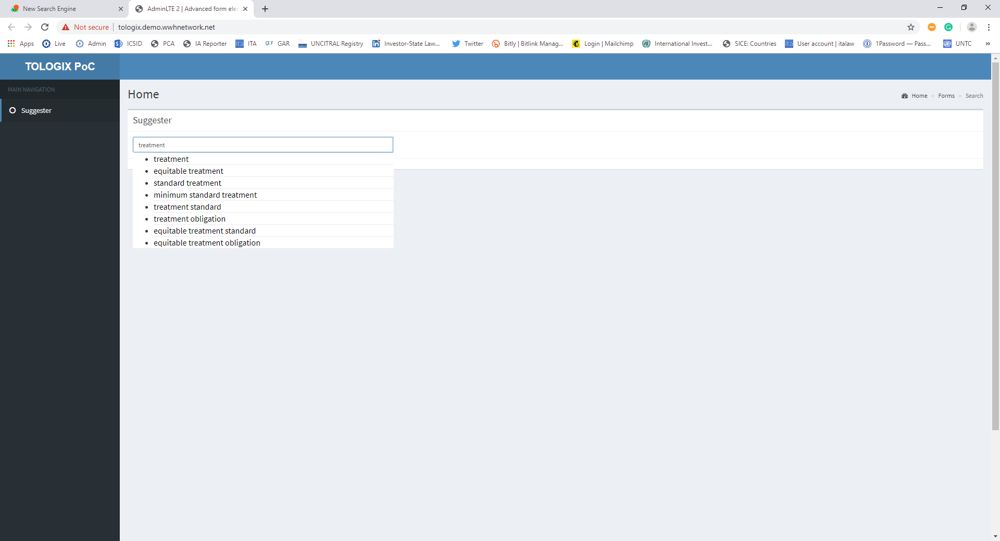 New Search Engine
AdminLTE 2 | Advanced form ele
Not secure | tologix.demo.wwhnetwork.net
Apps Live Admin ICSID PCA IA Reporter ITA GAR UNCITRAL Registry Investor-State Law... Twitter Bitly | Bitlink Manag... Login | Mailchimp International Invest... SICE: Countries User account | italaw 1Password — Pass... UNTC »
TOLOGIX PoC
MAIN NAVIGATION
Suggester
Home
Home > Forms > Search
Suggester
treatment
• treatment
• equitable treatment
• standard treatment
• minimum standard treatment
• treatment standard
• treatment obligation
• equitable treatment standard
• equitable treatment obligation